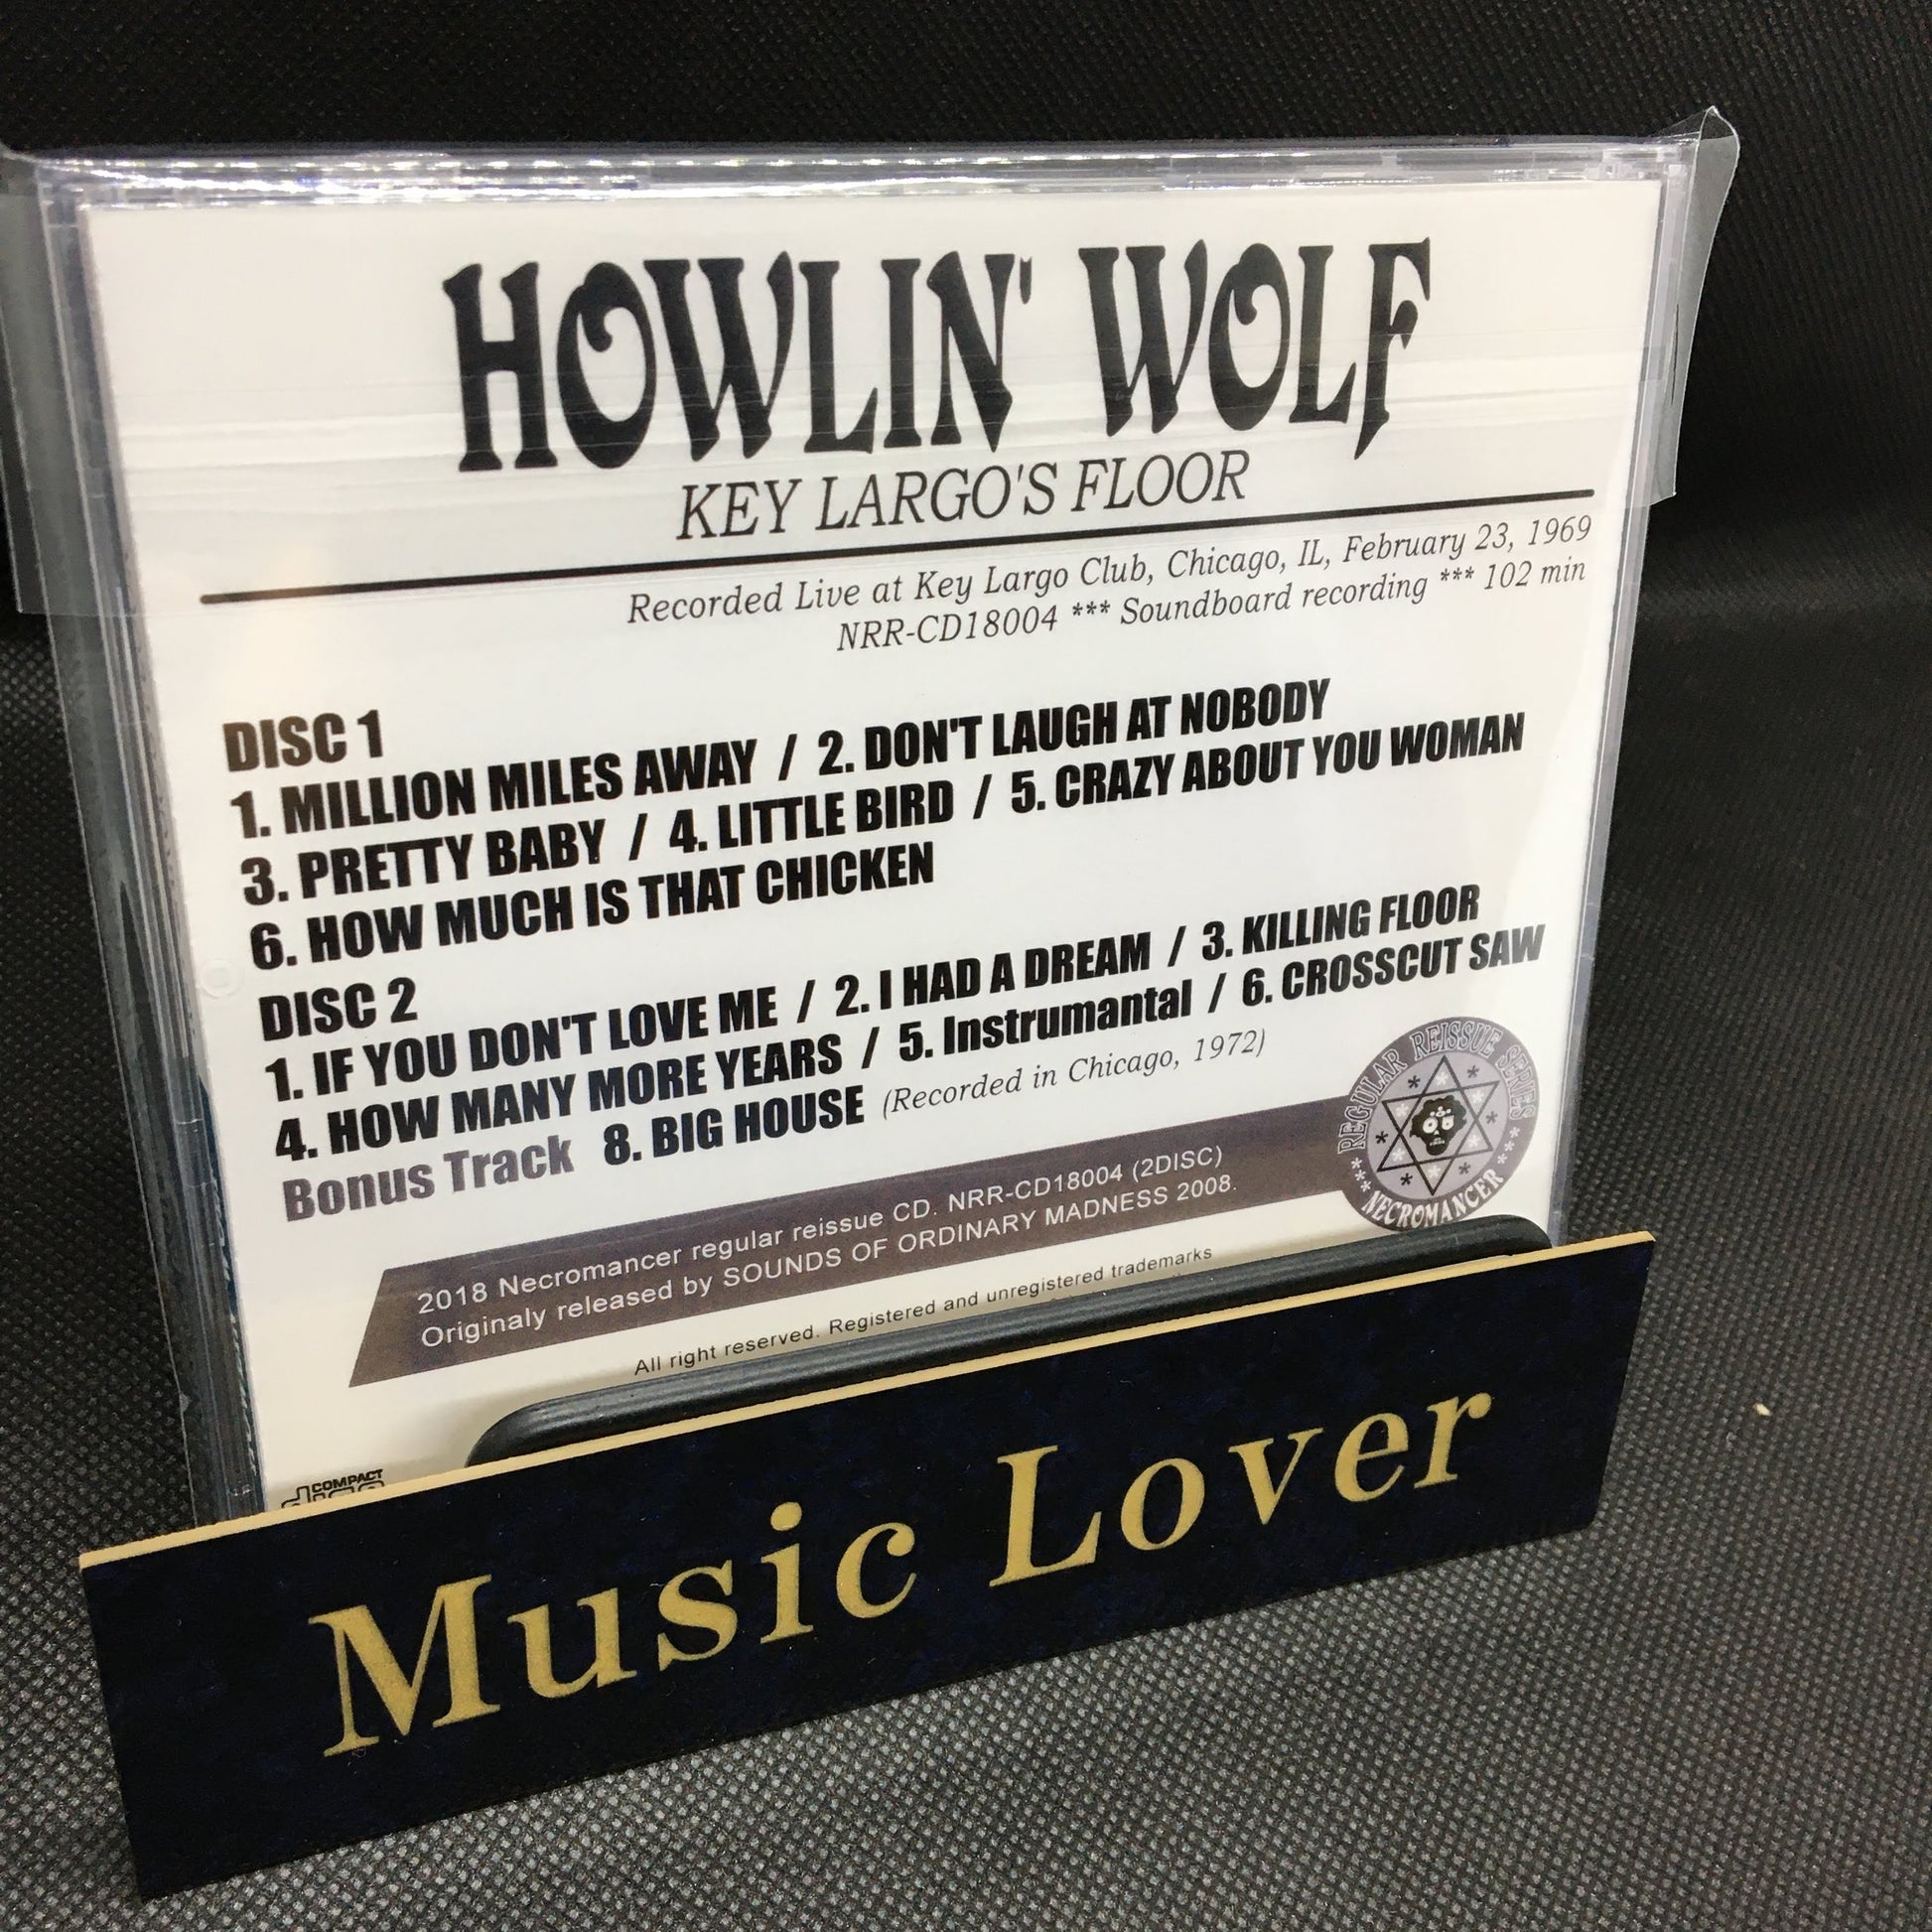 HOWLIN' WOLF
KEY LARGO'S FLOOR
Recorded Live at Key Largo Club, Chicago, IL, February 23, 1969
NRR-CD18004 *** Soundboard recording *** 102 min
DISC 1
1. MILLION MILES AWAY / 2. DON'T LAUGH AT NOBODY
3. PRETTY BABY / 4. LITTLE BIRD / 5. CRAZY ABOUT YOU WOMAN
6. HOW MUCH IS THAT CHICKEN
DISC 2
1. IF YOU DON'T LOVE ME / 2. I HAD A DREAM / 3. KILLING FLOOR
4. HOW MANY MORE YEARS / 5. Instrumantal / 6. CROSSCUT SAW
Bonus Track 8. BIG HOUSE (Recorded in Chicago, 1972)
REGULAR REISSUE SERIES
*** NECROMANCER ***
2018 Necromancer regular reissue CD. NRR-CD18004 (2DISC)
Originaly released by SOUNDS OF ORDINARY MADNESS 2008.
All right reserved. Registered and unregistered trademarks
COMPACT
disc
Music Lover